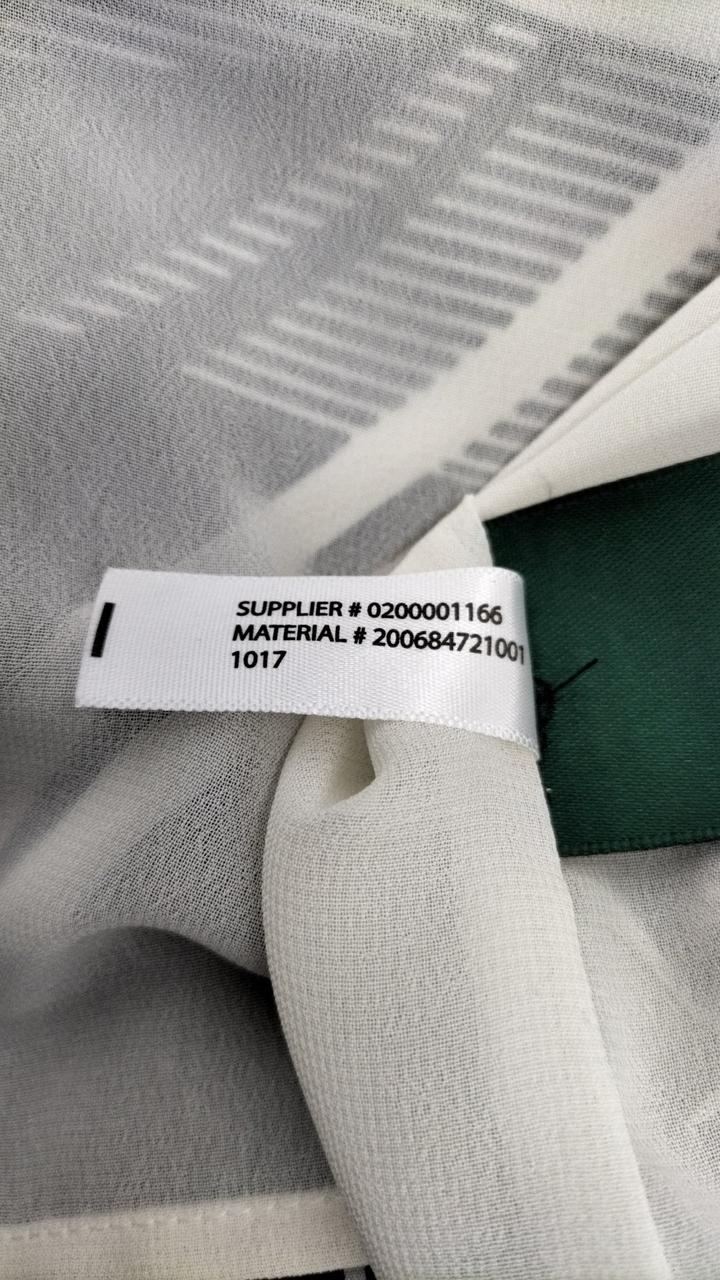 SUPPLIER # 0200001166
MATERIAL # 200684721001
1017